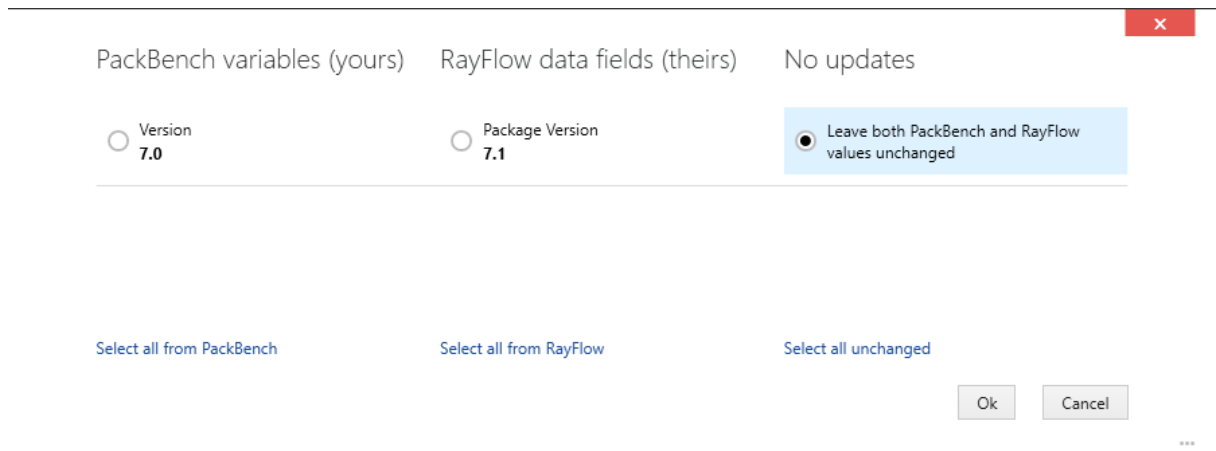 PackBench variables (yours)
RayFlow data fields (theirs)
No updates
Version
7.0
Package Version
7.1
Leave both PackBench and RayFlow
values unchanged
Select all from PackBench
Select all from RayFlow
Select all unchanged
Ok
Cancel